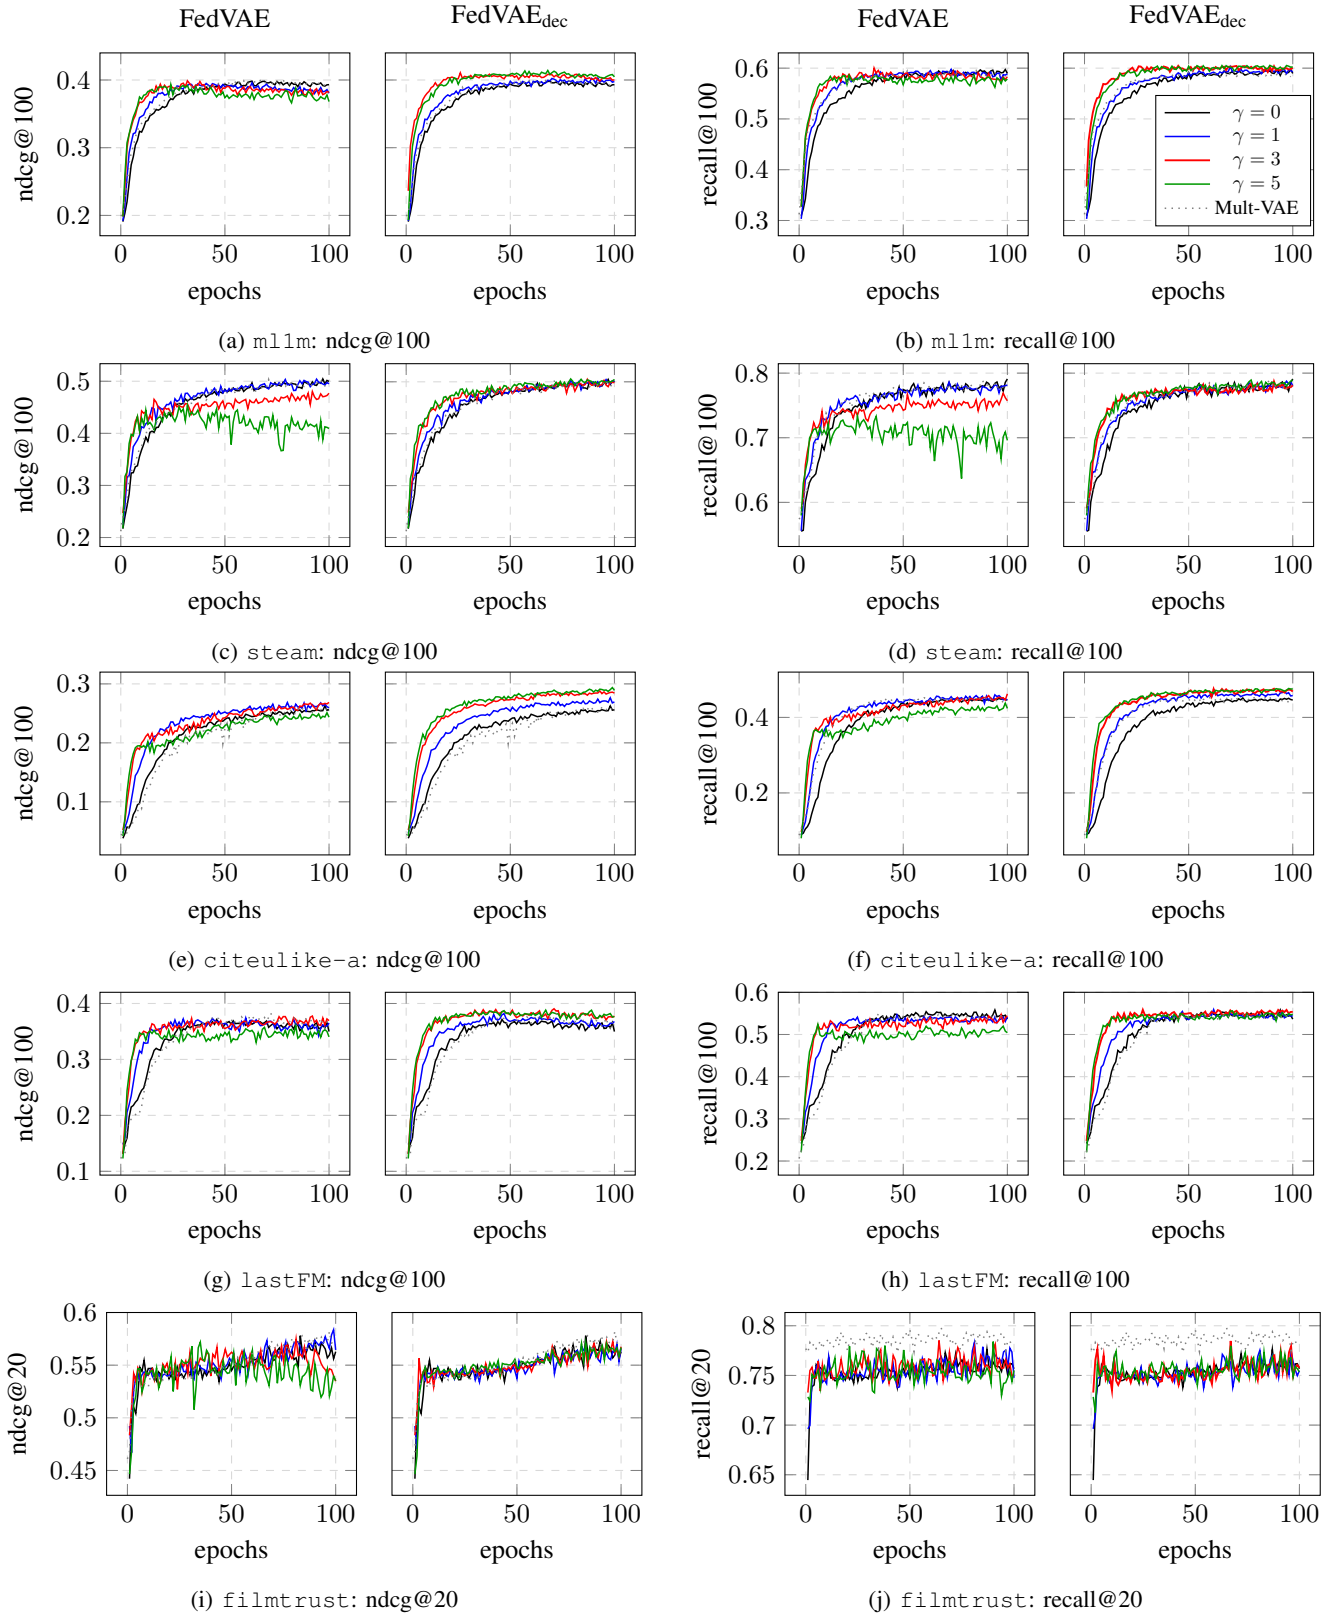 FedVAE
FedVAEdec
FedVAE
FedVAEdec
ndcg@100
0.4
0.3
0.2
0 50 100
epochs
0 50 100
epochs
(a) ml1m: ndcg@100
recall@100
0.6
0.5
0.4
0.3
0 50 100
epochs
γ = 0
γ = 1
γ = 3
γ = 5
Mult-VAE
0 50 100
epochs
(b) ml1m: recall@100
ndcg@100
0.5
0.4
0.3
0.2
0 50 100
epochs
0 50 100
epochs
(c) steam: ndcg@100
recall@100
0.8
0.7
0.6
0 50 100
epochs
0 50 100
epochs
(d) steam: recall@100
ndcg@100
0.3
0.2
0.1
0 50 100
epochs
0 50 100
epochs
(e) citeulike-a: ndcg@100
recall@100
0.4
0.2
0 50 100
epochs
0 50 100
epochs
(f) citeulike-a: recall@100
ndcg@100
0.4
0.3
0.2
0.1
0 50 100
epochs
0 50 100
epochs
(g) lastFM: ndcg@100
recall@100
0.6
0.5
0.4
0.3
0.2
0 50 100
epochs
0 50 100
epochs
(h) lastFM: recall@100
ndcg@20
0.6
0.55
0.5
0.45
0 50 100
epochs
0 50 100
epochs
(i) filmtrust: ndcg@20
recall@20
0.8
0.75
0.7
0.65
0 50 100
epochs
0 50 100
epochs
(j) filmtrust: recall@20